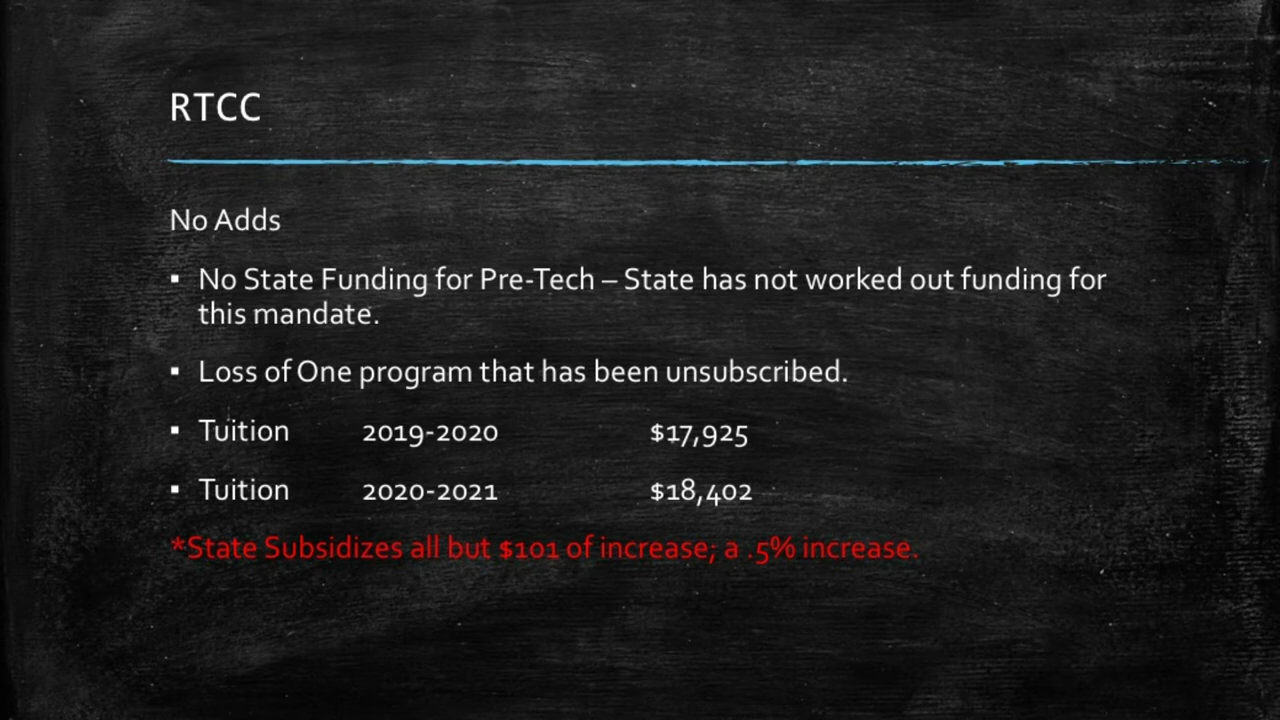 RTCC
No Adds
▪ No State Funding for Pre-Tech – State has not worked out funding for
this mandate.
▪ Loss of One program that has been unsubscribed.
▪ Tuition 2019-2020 $17,925
▪ Tuition 2020-2021 $18,402
*State Subsidizes all but $101 of increase; a .5% increase.